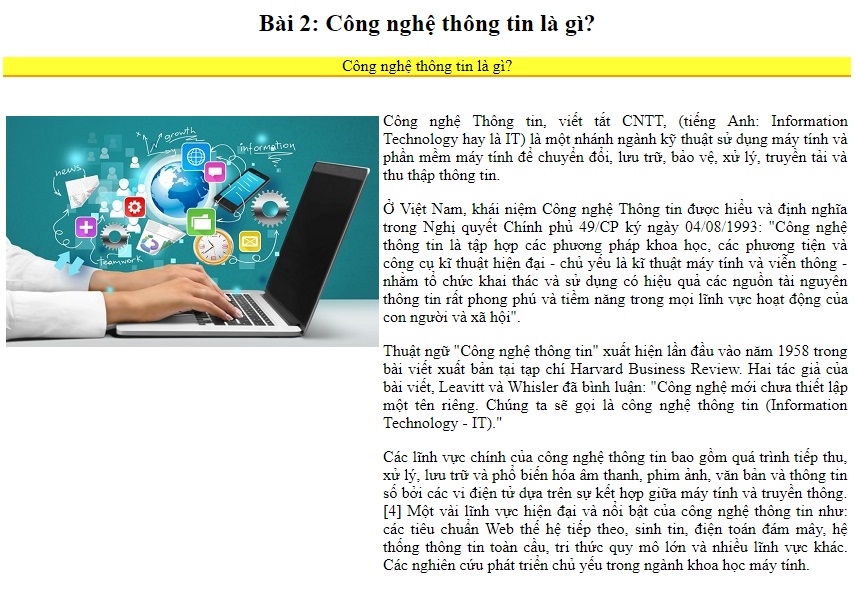 Bài 2: Công nghệ thông tin là gì?
Công nghệ thông tin là gì?
growth
information
news
teamwork
Công nghệ Thông tin, viết tắt CNTT, (tiếng Anh: Information
Technology hay là IT) là một nhánh ngành kỹ thuật sử dụng máy tính và
phần mềm máy tính để chuyển đổi, lưu trữ, bảo vệ, xử lý, truyền tải và
thu thập thông tin.
Ở Việt Nam, khái niệm Công nghệ Thông tin được hiểu và định nghĩa
trong Nghị quyết Chính phủ 49/CP ký ngày 04/08/1993: "Công nghệ
thông tin là tập hợp các phương pháp khoa học, các phương tiện và
công cụ kĩ thuật hiện đại - chủ yếu là kĩ thuật máy tính và viễn thông -
nhằm tổ chức khai thác và sử dụng có hiệu quả các nguồn tài nguyên
thông tin rất phong phú và tiềm năng trong mọi lĩnh vực hoạt động của
con người và xã hội".
Thuật ngữ "Công nghệ thông tin" xuất hiện lần đầu vào năm 1958 trong
bài viết xuất bản tại tạp chí Harvard Business Review. Hai tác giả của
bài viết, Leavitt và Whisler đã bình luận: "Công nghệ mới chưa thiết lập
một tên riêng. Chúng ta sẽ gọi là công nghệ thông tin (Information
Technology - IT)."
Các lĩnh vực chính của công nghệ thông tin bao gồm quá trình tiếp thu,
xử lý, lưu trữ và phổ biến hóa âm thanh, phim ảnh, văn bản và thông tin
số bởi các vi điện tử dựa trên sự kết hợp giữa máy tính và truyền thông.
[4] Một vài lĩnh vực hiện đại và nổi bật của công nghệ thông tin như:
các tiêu chuẩn Web thế hệ tiếp theo, sinh tin, điện toán đám mây, hệ
thống thông tin toàn cầu, tri thức quy mô lớn và nhiều lĩnh vực khác.
Các nghiên cứu phát triển chủ yếu trong ngành khoa học máy tính.